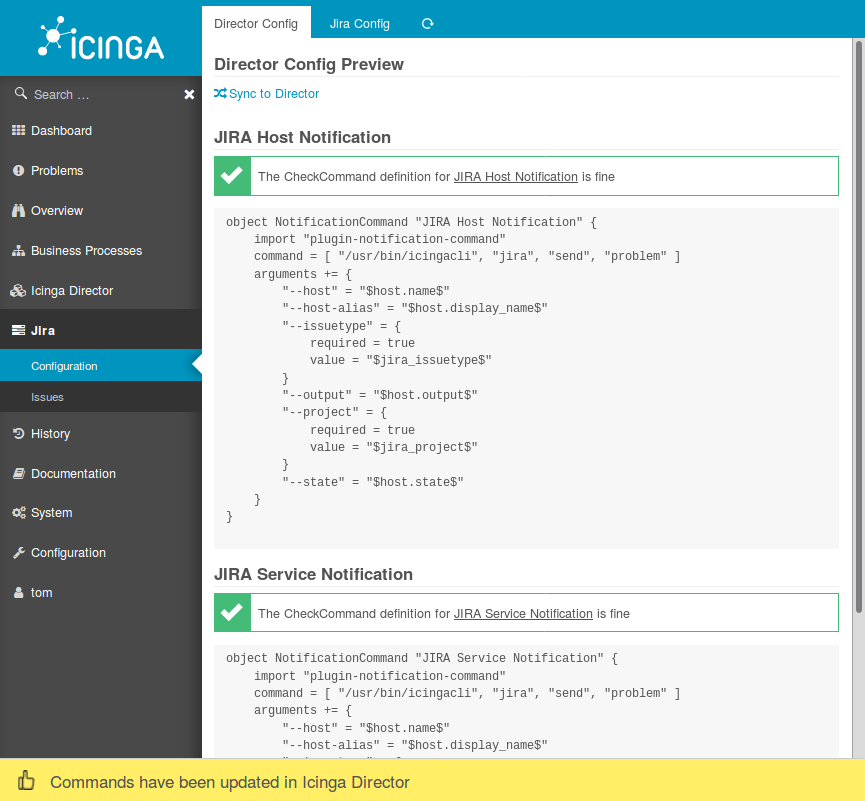 ICINGA
Search ...
Dashboard
Problems
Overview
Business Processes
Icinga Director
Jira
Configuration
Issues
History
Documentation
System
Configuration
tom
Director Config
Jira Config
Director Config Preview
Sync to Director
JIRA Host Notification
The CheckCommand definition for JIRA Host Notification is fine
object NotificationCommand "JIRA Host Notification" {
    import "plugin-notification-command"
    command = [ "/usr/bin/icingacli", "jira", "send", "problem" ]
    arguments += {
        "--host" = "$host.name$"
        "--host-alias" = "$host.display_name$"
        "--issuetype" = {
            required = true
            value = "$jira_issuetype$"
        }
        "--output" = "$host.output$"
        "--project" = {
            required = true
            value = "$jira_project$"
        }
        "--state" = "$host.state$"
    }
}
JIRA Service Notification
The CheckCommand definition for JIRA Service Notification is fine
object NotificationCommand "JIRA Service Notification" {
    import "plugin-notification-command"
    command = [ "/usr/bin/icingacli", "jira", "send", "problem" ]
    arguments += {
        "--host" = "$host.name$"
        "--host-alias" = "$host.display_name$"
Commands have been updated in Icinga Director